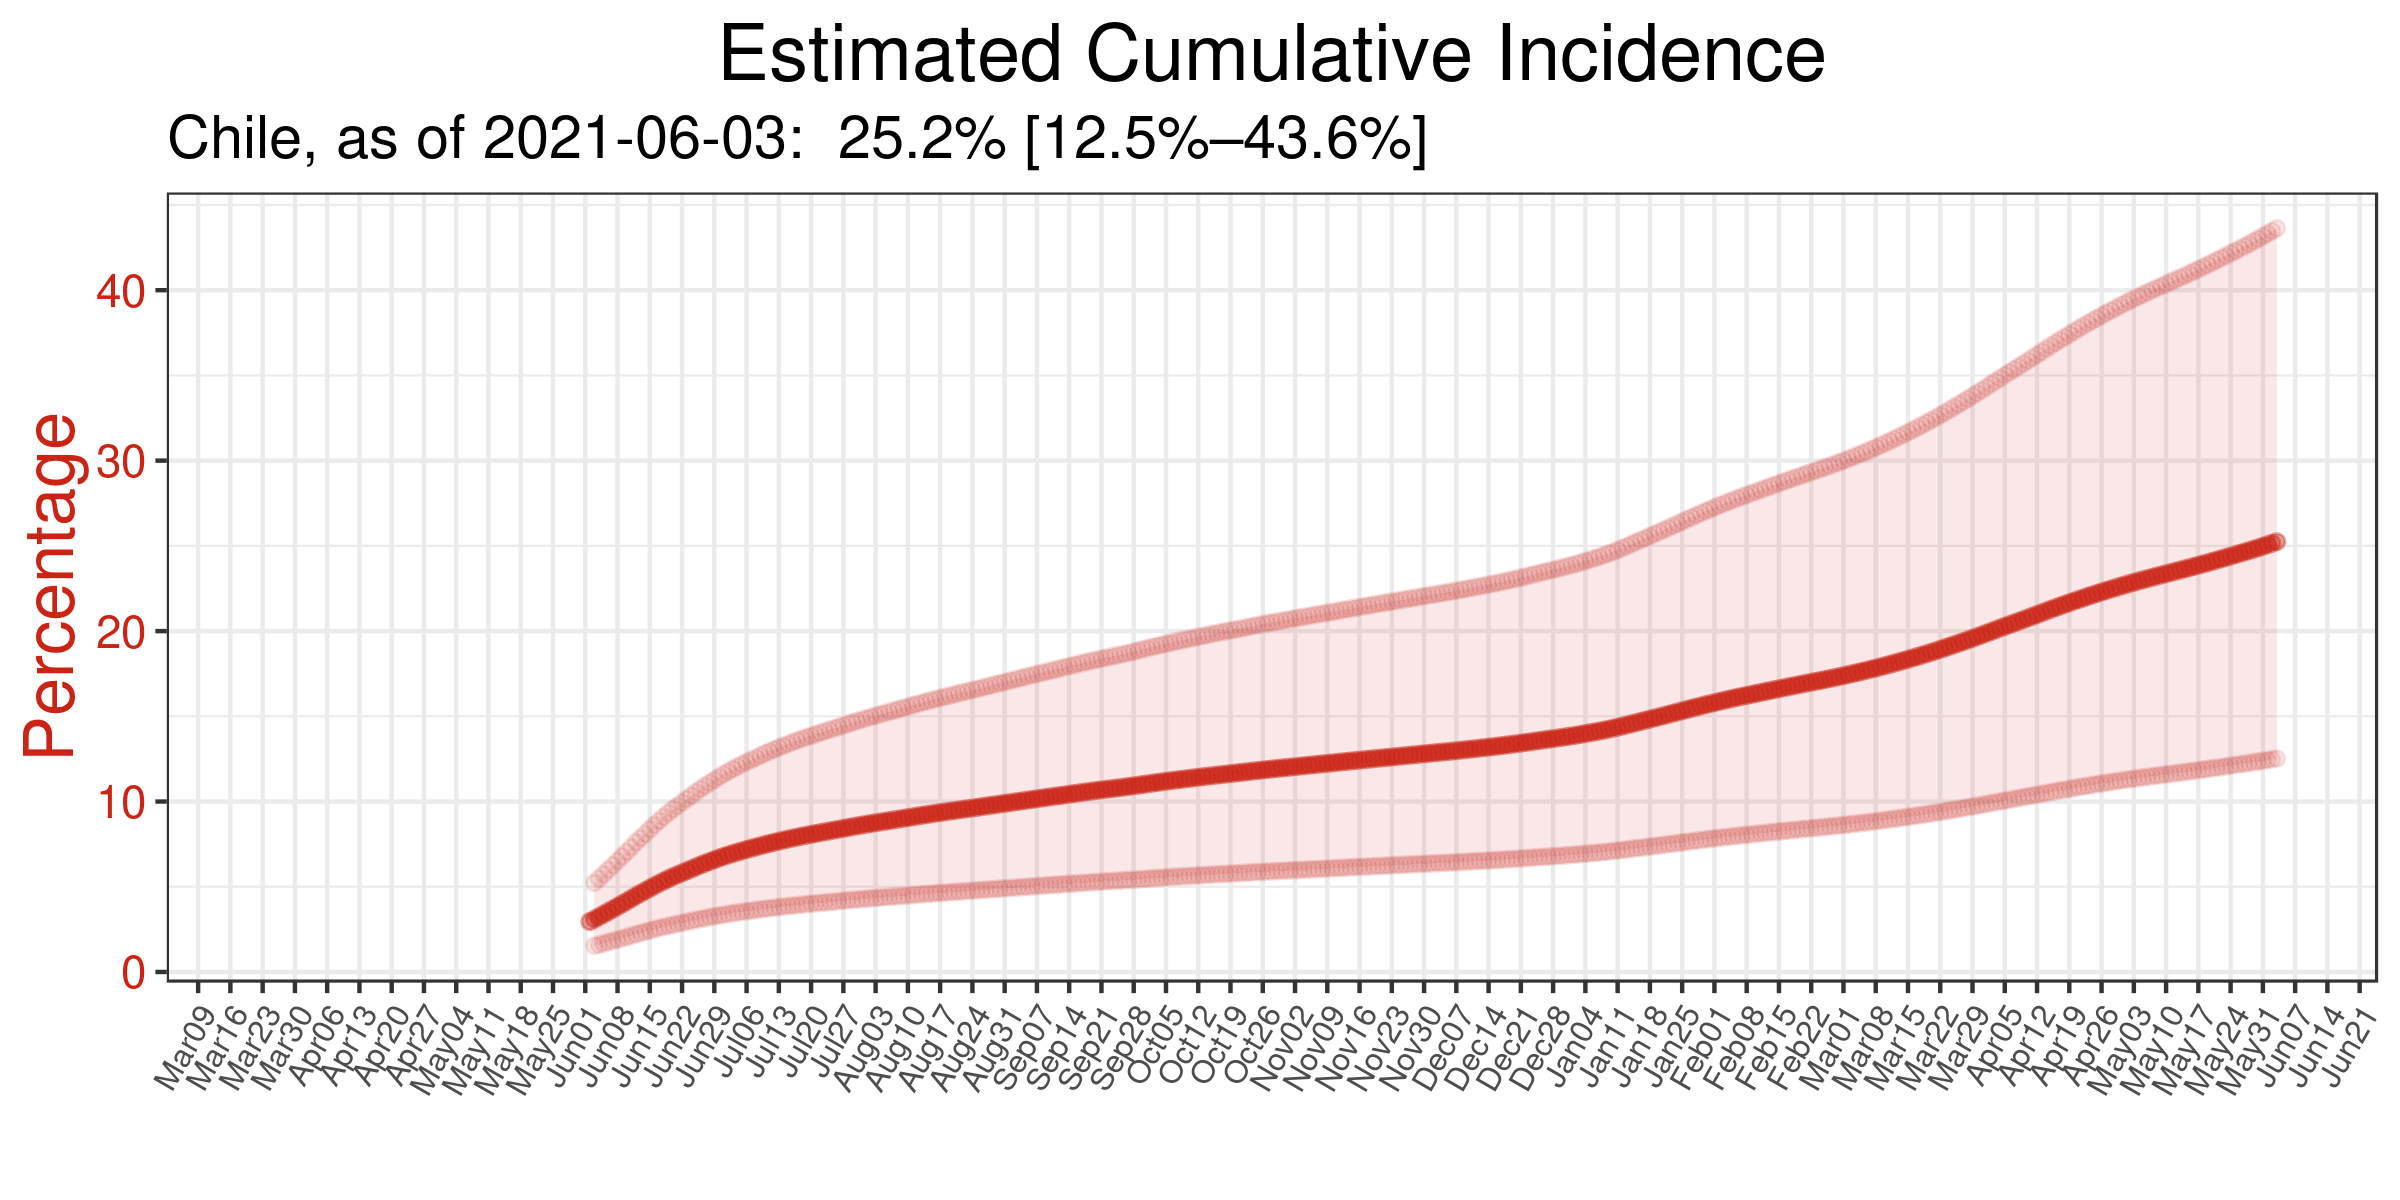 Estimated Cumulative Incidence
Chile, as of 2021-06-03:  25.2% [12.5%–43.6%]
Percentage
40
30
20
10
0
Mar09
Mar16
Mar23
Mar30
Apr06
Apr13
Apr20
Apr27
May04
May11
May18
May25
Jun01
Jun08
Jun15
Jun22
Jun29
Jul06
Jul13
Jul20
Jul27
Aug03
Aug10
Aug17
Aug24
Aug31
Sep07
Sep14
Sep21
Sep28
Oct05
Oct12
Oct19
Oct26
Nov02
Nov09
Nov16
Nov23
Nov30
Dec07
Dec14
Dec21
Dec28
Jan04
Jan11
Jan18
Jan25
Feb01
Feb08
Feb15
Feb22
Mar01
Mar08
Mar15
Mar22
Mar29
Apr05
Apr12
Apr19
Apr26
May03
May10
May17
May24
May31
Jun07
Jun14
Jun21